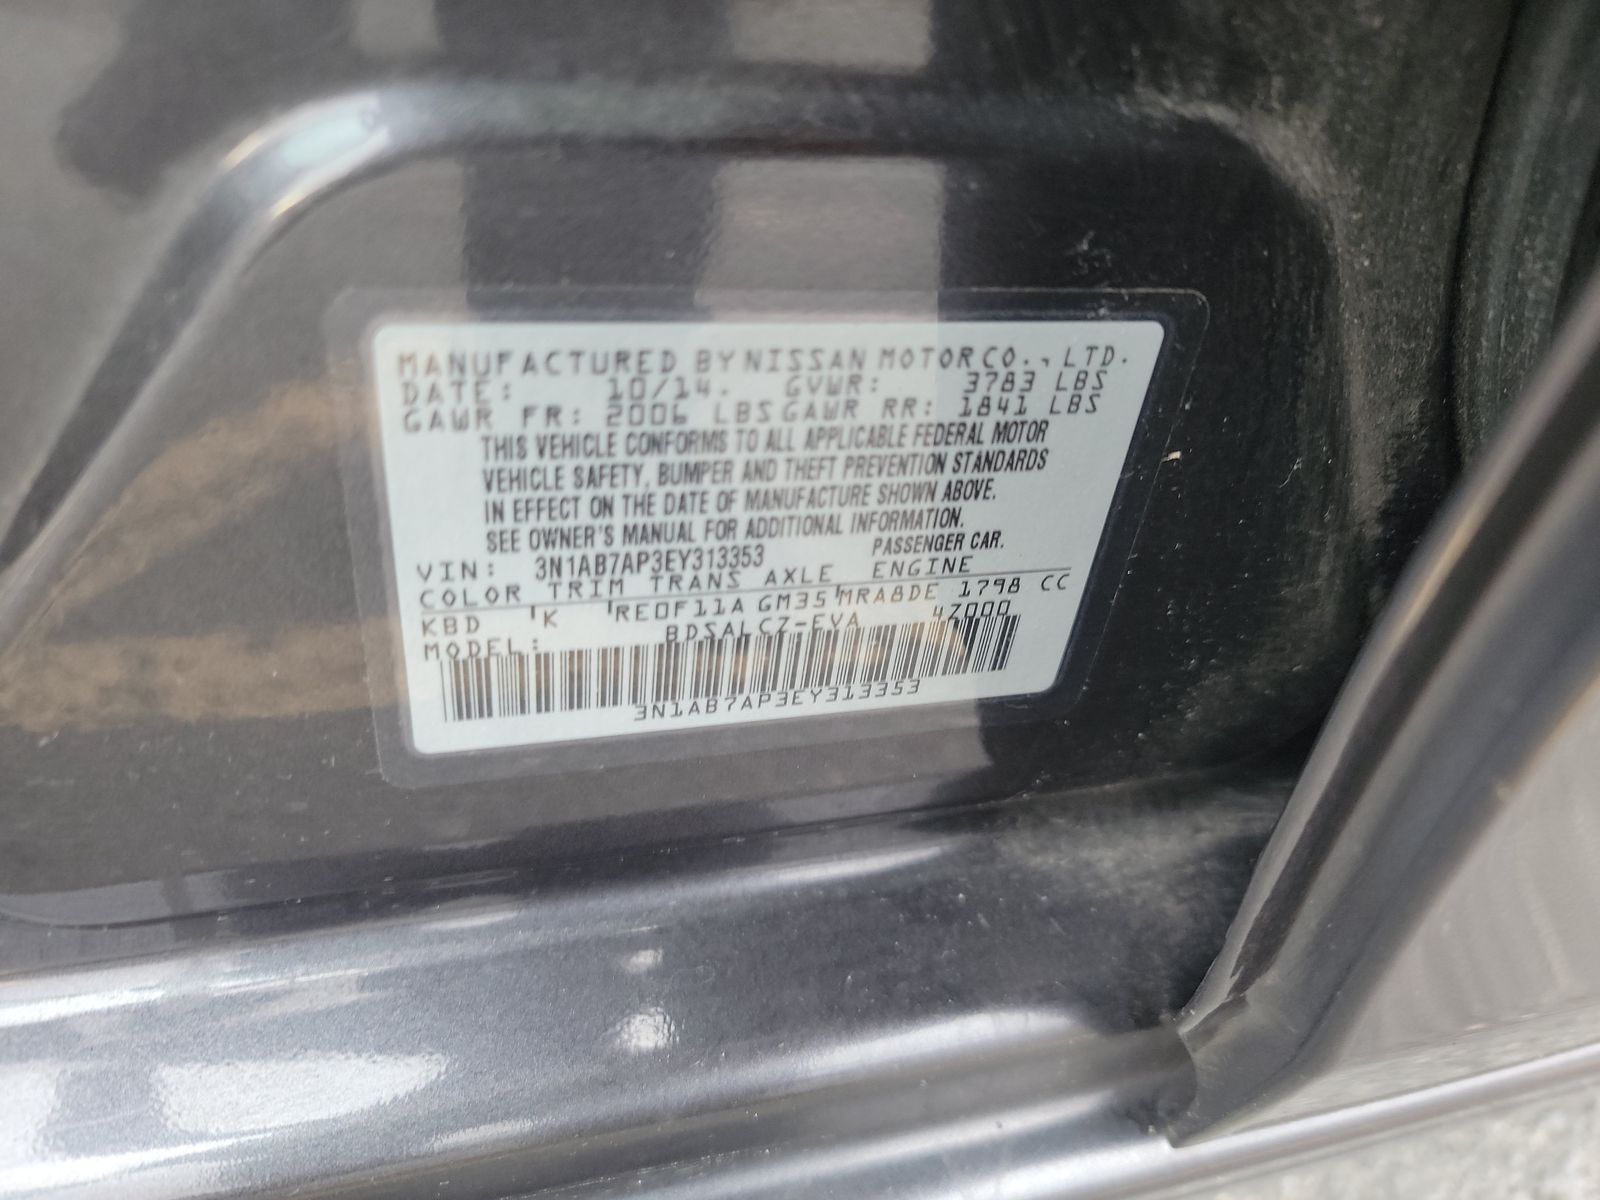 MANUFACTURED BY NISSAN MOTOR CO., LTD.
DATE: 10/14. GVWR: 3783 LBS
GAWR FR: 2006 LBS GAWR RR: 1841 LBS
THIS VEHICLE CONFORMS TO ALL APPLICABLE FEDERAL MOTOR
VEHICLE SAFETY, BUMPER AND THEFT PREVENTION STANDARDS
IN EFFECT ON THE DATE OF MANUFACTURE SHOWN ABOVE.
SEE OWNER'S MANUAL FOR ADDITIONAL INFORMATION.
VIN: 3N1AB7AP3EY313353 PASSENGER CAR.
COLOR TRIM TRANS AXLE ENGINE
KBD K RE0F11A GM35 MRA8DE 1798 CC
MODEL: BDSALCZ-EVA 4Z000
3N1AB7AP3EY313353